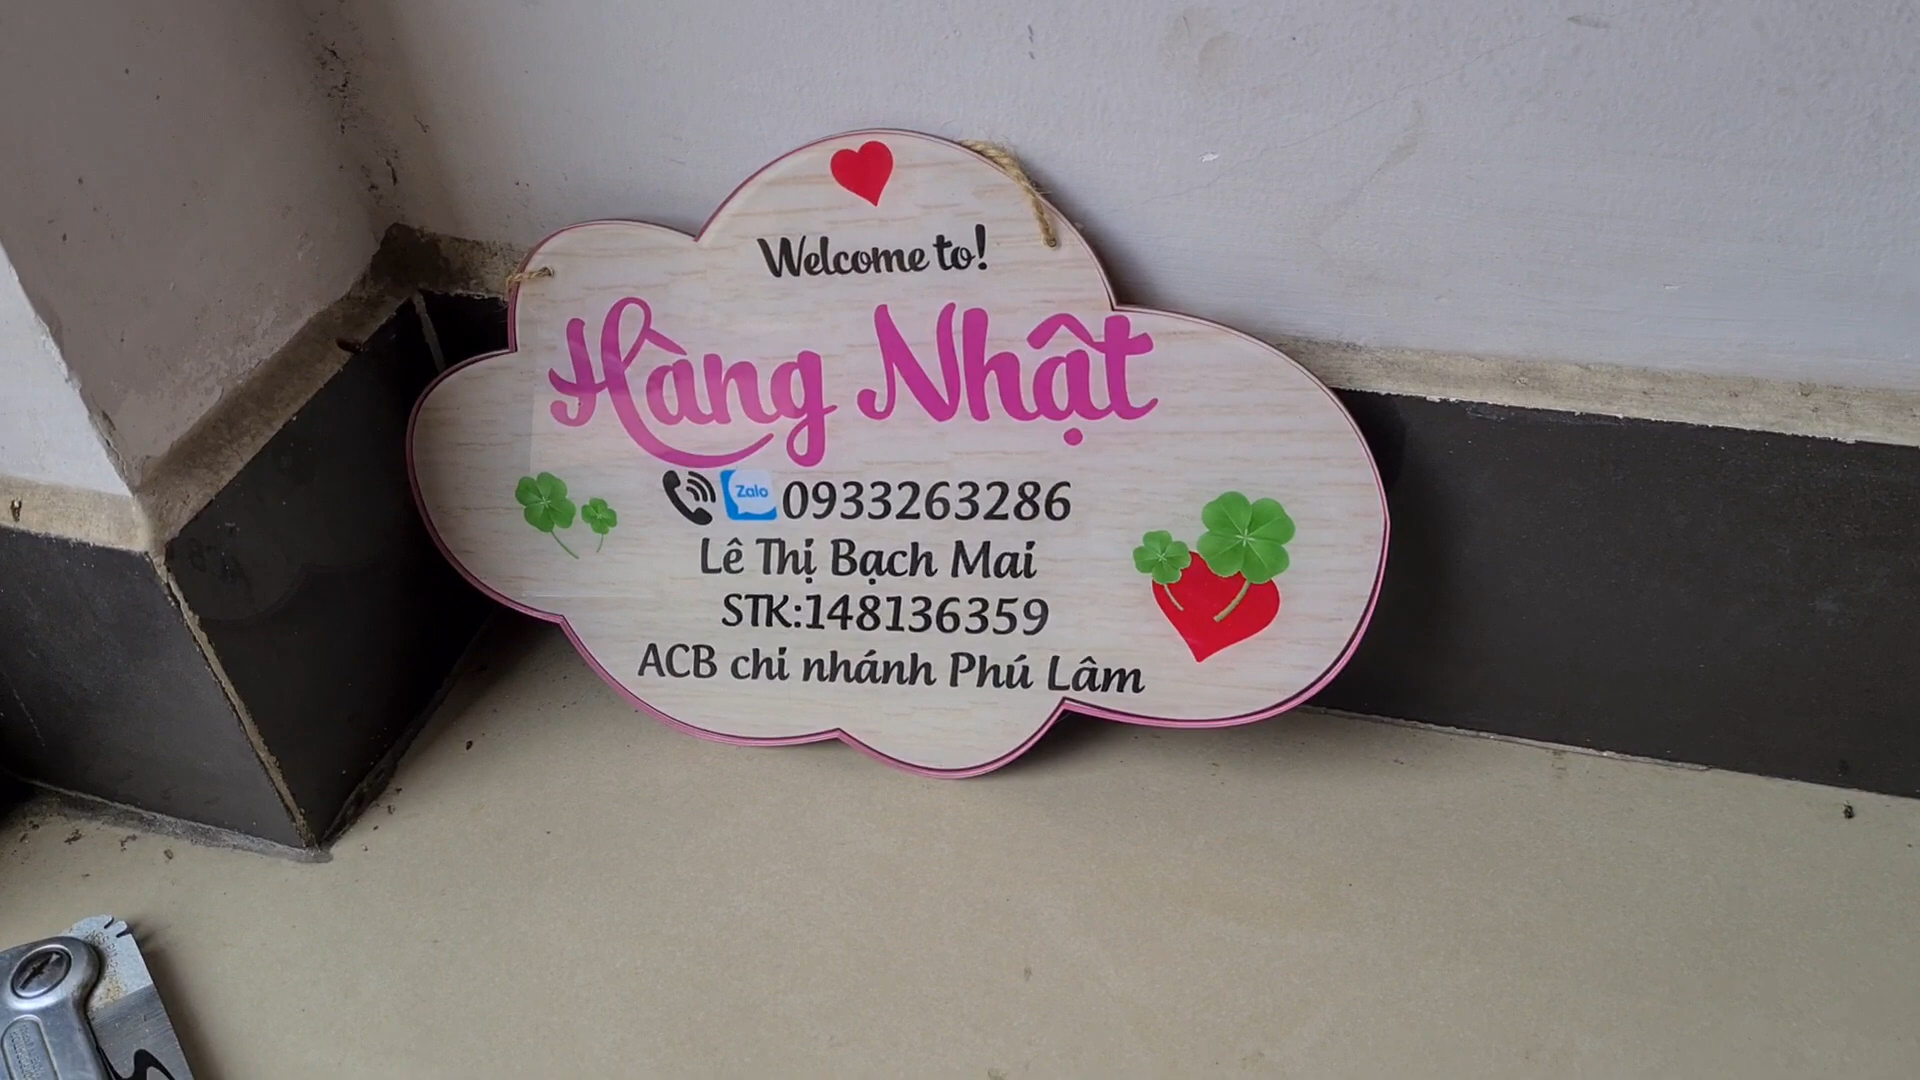 Welcome to!
Hàng Nhật
Zalo 0933263286
Lê Thị Bạch Mai
STK:148136359
ACB chi nhánh Phú Lâm